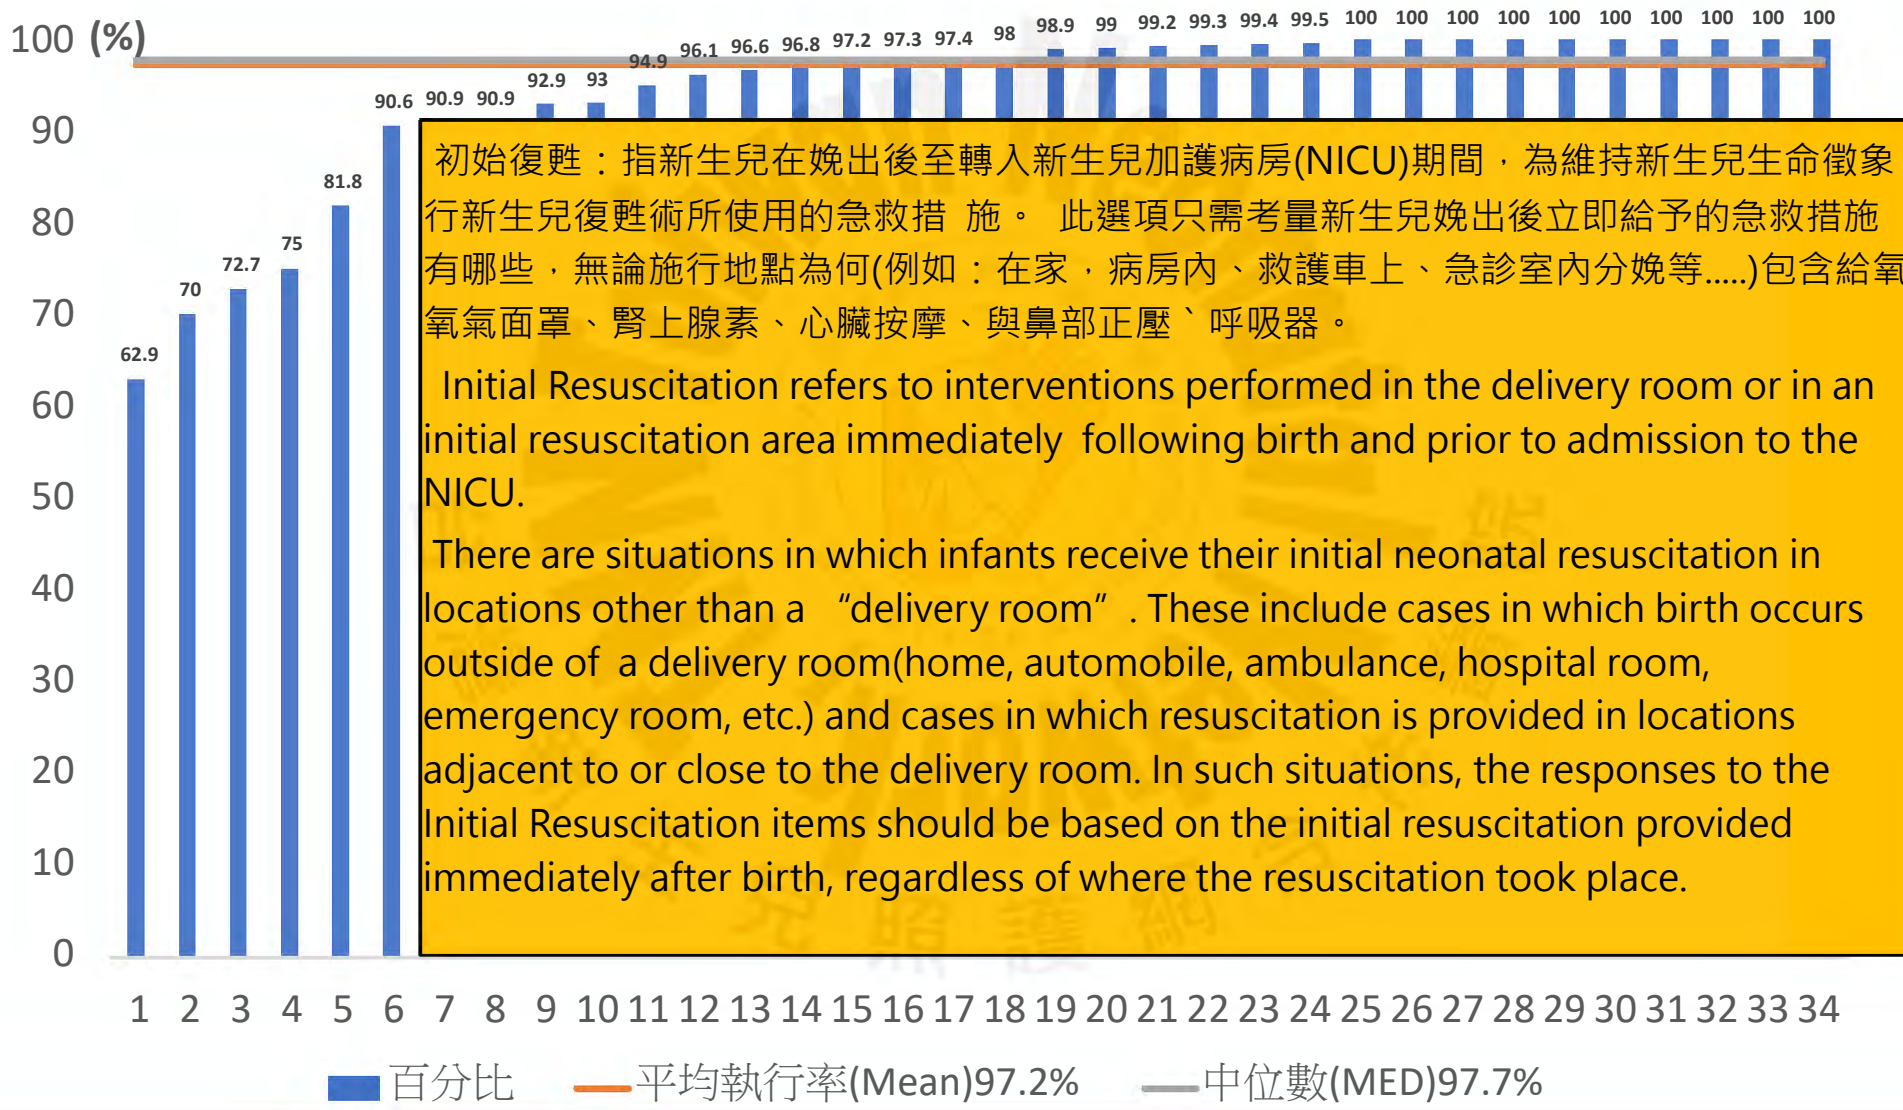 100 (%)
90
80
70
60
50
40
30
20
10
0
62.9
70
72.7
75
81.8
90.6 90.9 90.9
92.9 93
94.9
96.1 96.6 96.8 97.2 97.3 97.4 98
98.9 99 99.2 99.3 99.4 99.5 100 100 100 100 100 100 100 100 100 100
初始復甦：指新生兒在娩出後至轉入新生兒加護病房(NICU)期間，為維持新生兒生命徵象
行新生兒復甦術所使用的急救措 施。 此選項只需考量新生兒娩出後立即給予的急救措施
有哪些，無論施行地點為何(例如：在家，病房內、救護車上、急診室內分娩等.....)包含給氧
氧氣面罩、腎上腺素、心臟按摩、與鼻部正壓ˋ呼吸器。
Initial Resuscitation refers to interventions performed in the delivery room or in an
initial resuscitation area immediately following birth and prior to admission to the
NICU.
There are situations in which infants receive their initial neonatal resuscitation in
locations other than a “delivery room”. These include cases in which birth occurs
outside of a delivery room(home, automobile, ambulance, hospital room,
emergency room, etc.) and cases in which resuscitation is provided in locations
adjacent to or close to the delivery room. In such situations, the responses to the
Initial Resuscitation items should be based on the initial resuscitation provided
immediately after birth, regardless of where the resuscitation took place.
1 2 3 4 5 6 7 8 9 10 11 12 13 14 15 16 17 18 19 20 21 22 23 24 25 26 27 28 29 30 31 32 33 34
百分比 平均執行率(Mean)97.2% 中位數(MED)97.7%